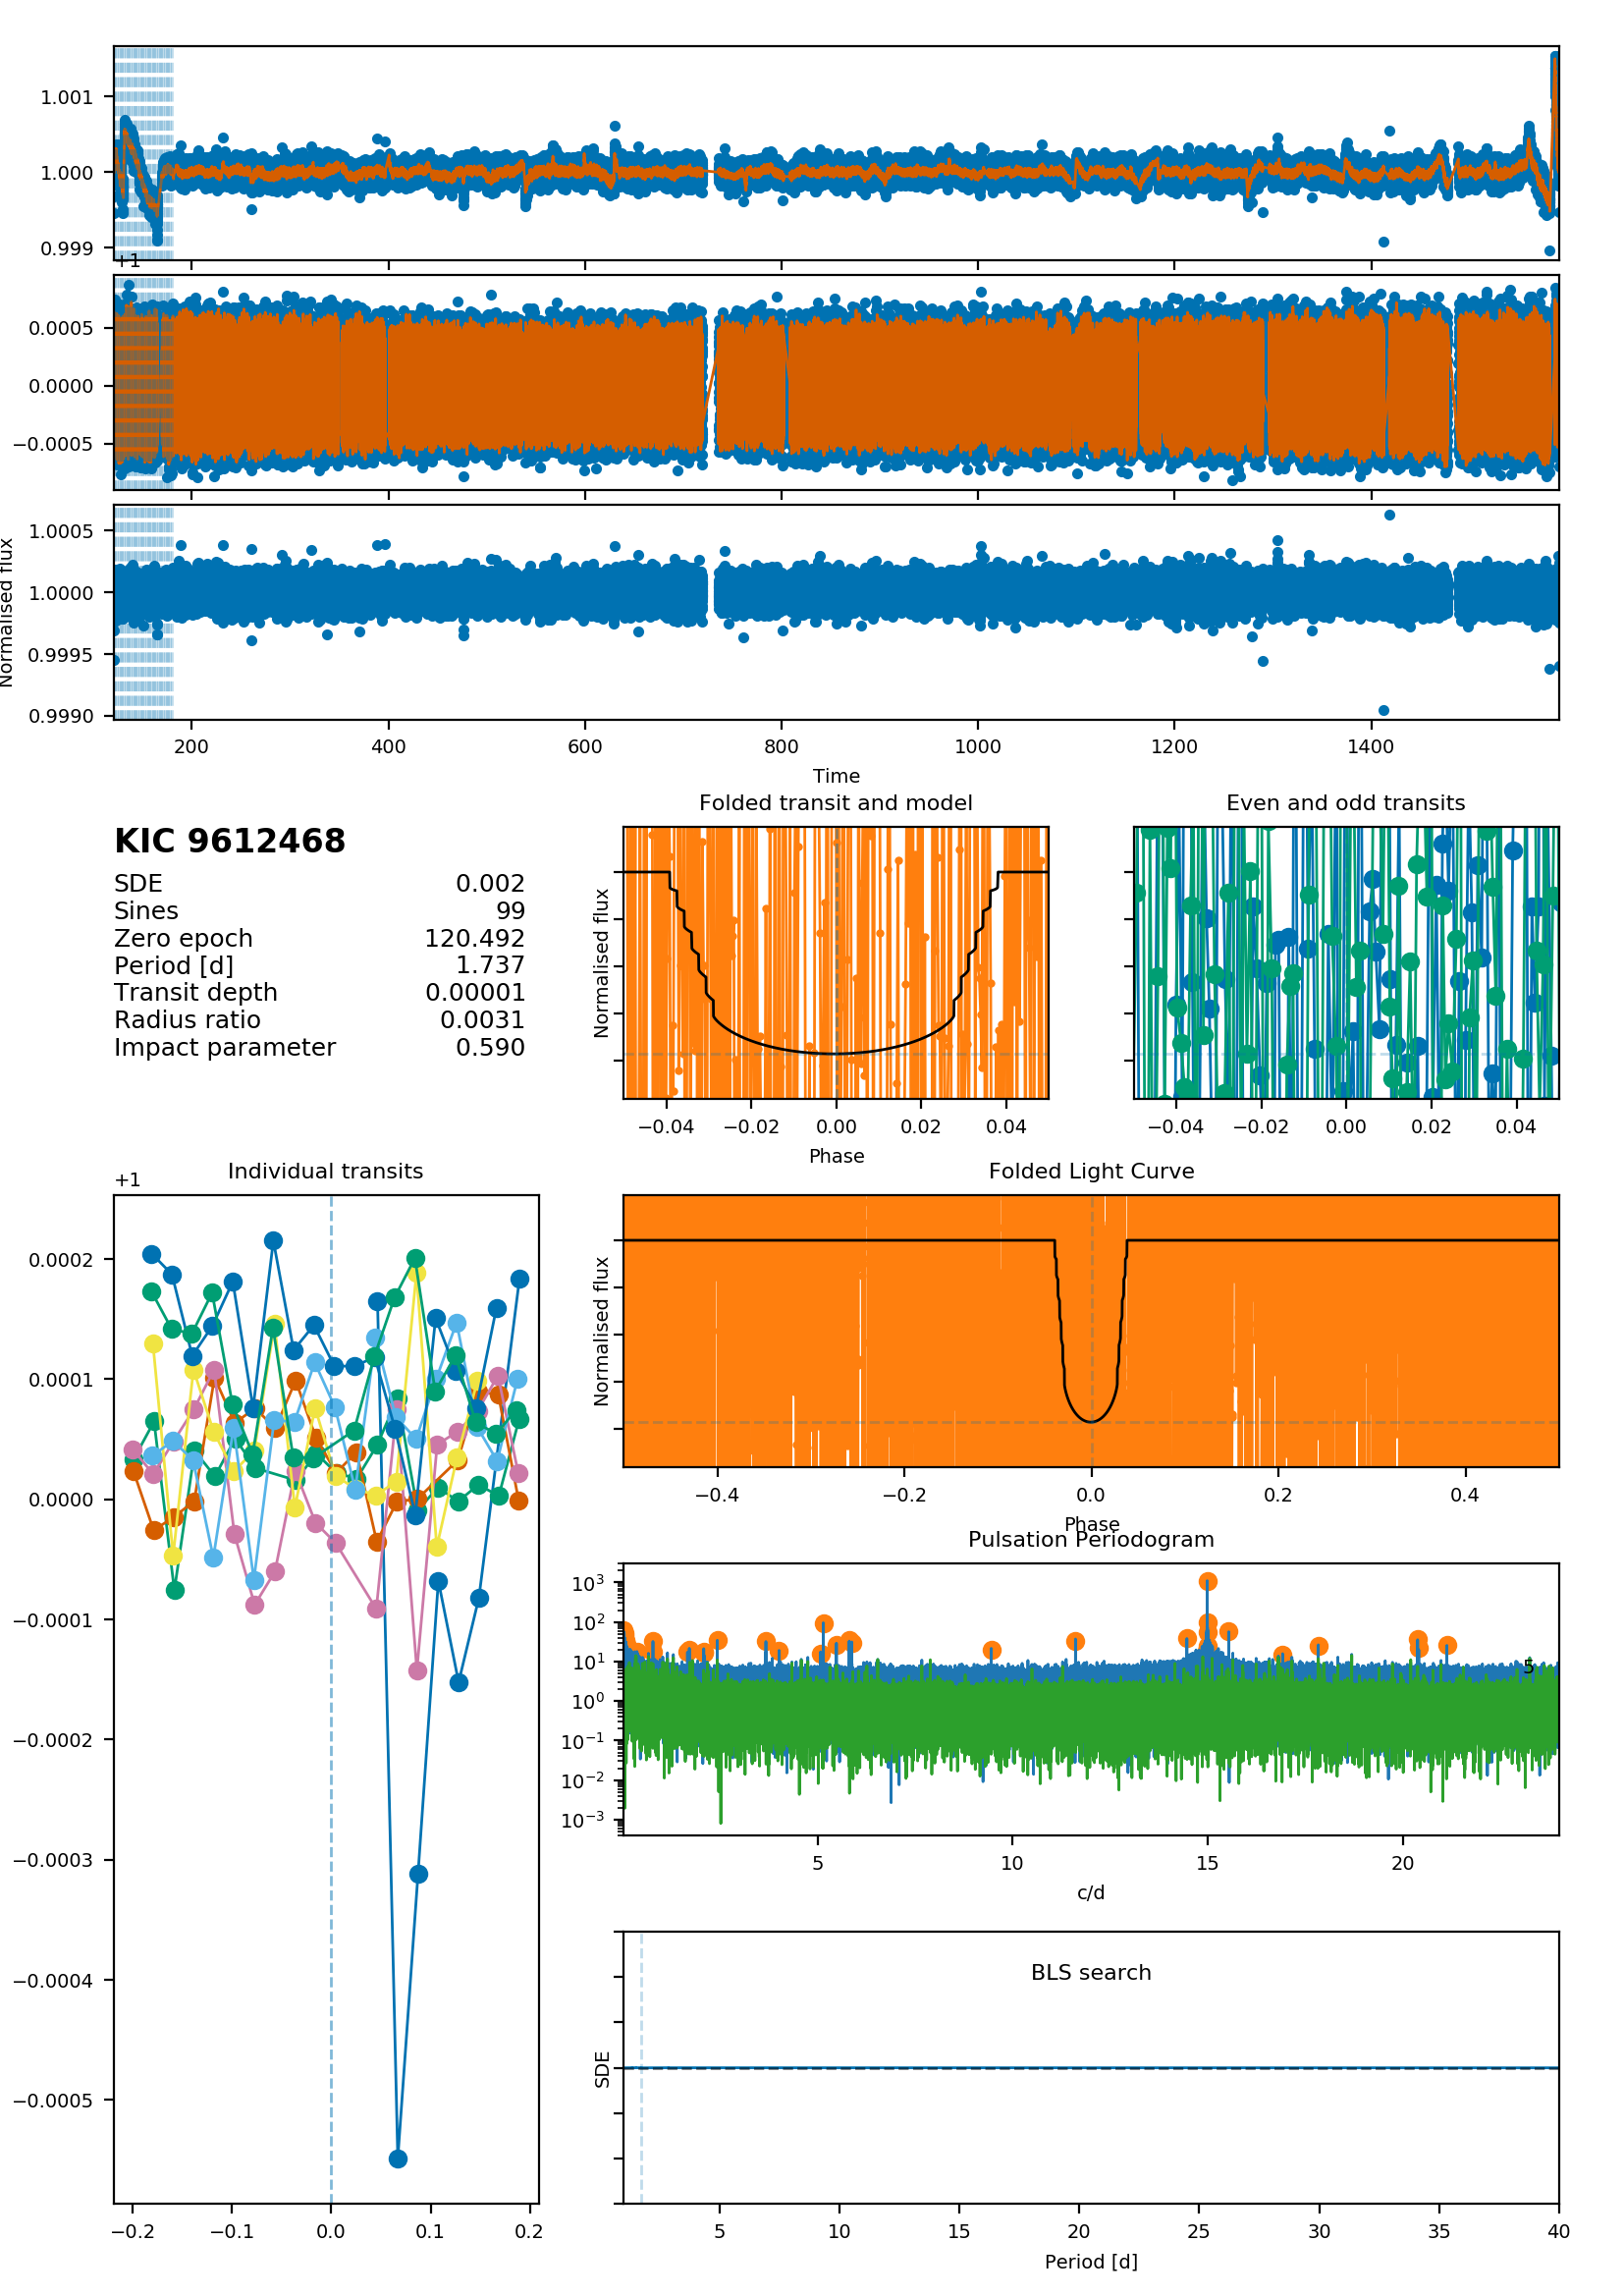 1.001
1.000
0.999
+1
0.0005
0.0000
−0.0005
1.0005
1.0000
0.9995
0.9990
Normalised flux
200 400 600 800 1000 1200 1400
Time
KIC 9612468
SDE 0.002
Sines 99
Zero epoch 120.492
Period [d] 1.737
Transit depth 0.00001
Radius ratio 0.0031
Impact parameter 0.590
Folded transit and model
Normalised flux
−0.04 −0.02 0.00 0.02 0.04
Phase
Even and odd transits
−0.04 −0.02 0.00 0.02 0.04
Individual transits
+1
0.0002
0.0001
0.0000
−0.0001
−0.0002
−0.0003
−0.0004
−0.0005
−0.2 −0.1 0.0 0.1 0.2
Folded Light Curve
Normalised flux
−0.4 −0.2 0.0 0.2 0.4
Phase
Pulsation Periodogram
10³
10²
10¹
10⁰
10⁻¹
10⁻²
10⁻³
5
5 10 15 20
c/d
BLS search
SDE
5 10 15 20 25 30 35 40
Period [d]